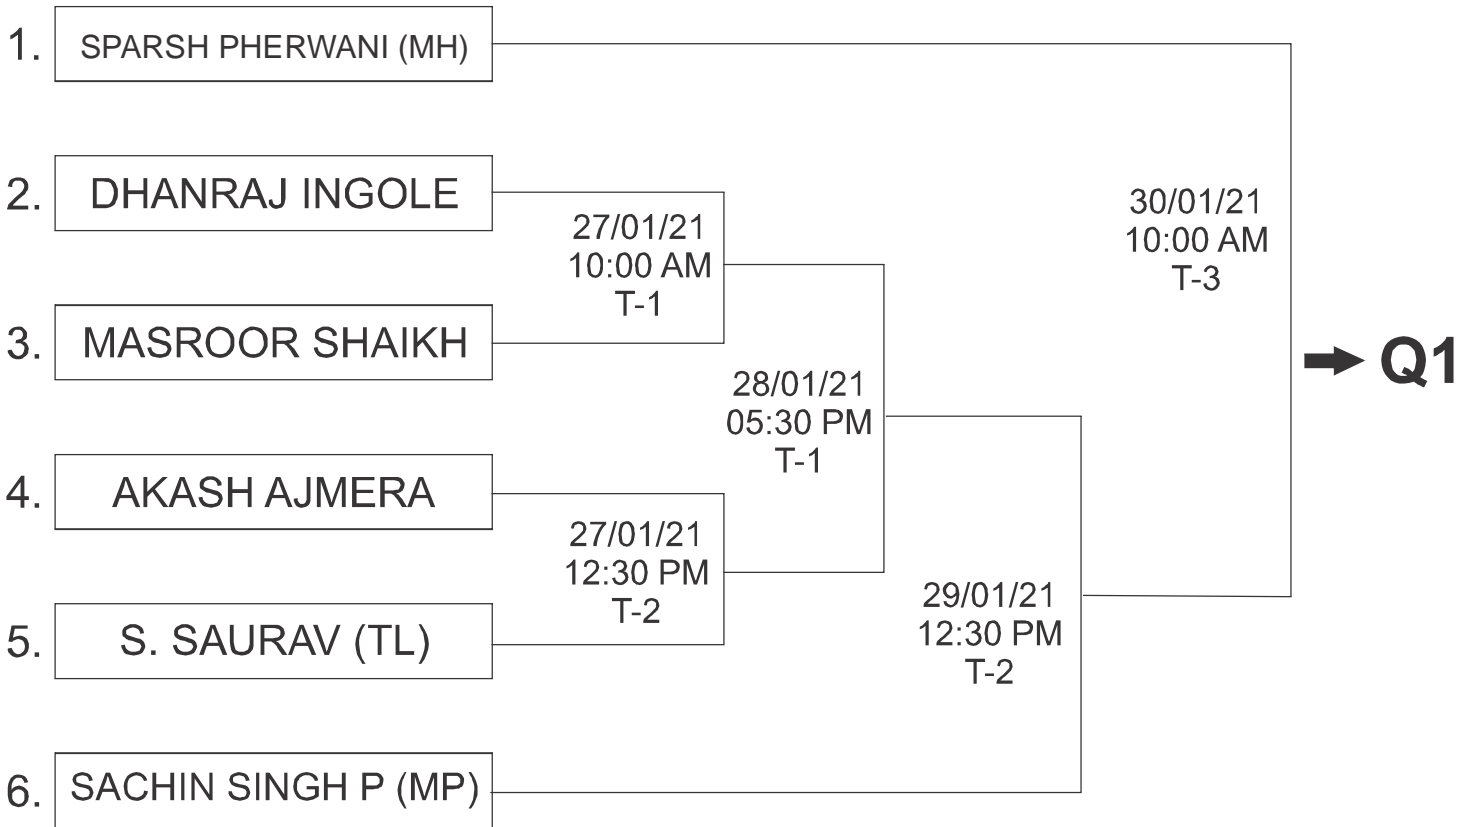 1. SPARSH PHERWANI (MH)
2. DHANRAJ INGOLE
27/01/21
10:00 AM
T-1
3. MASROOR SHAIKH
30/01/21
10:00 AM
T-3
Q1
28/01/21
05:30 PM
T-1
4. AKASH AJMERA
27/01/21
12:30 PM
T-2
5. S. SAURAV (TL)
29/01/21
12:30 PM
T-2
6. SACHIN SINGH P (MP)